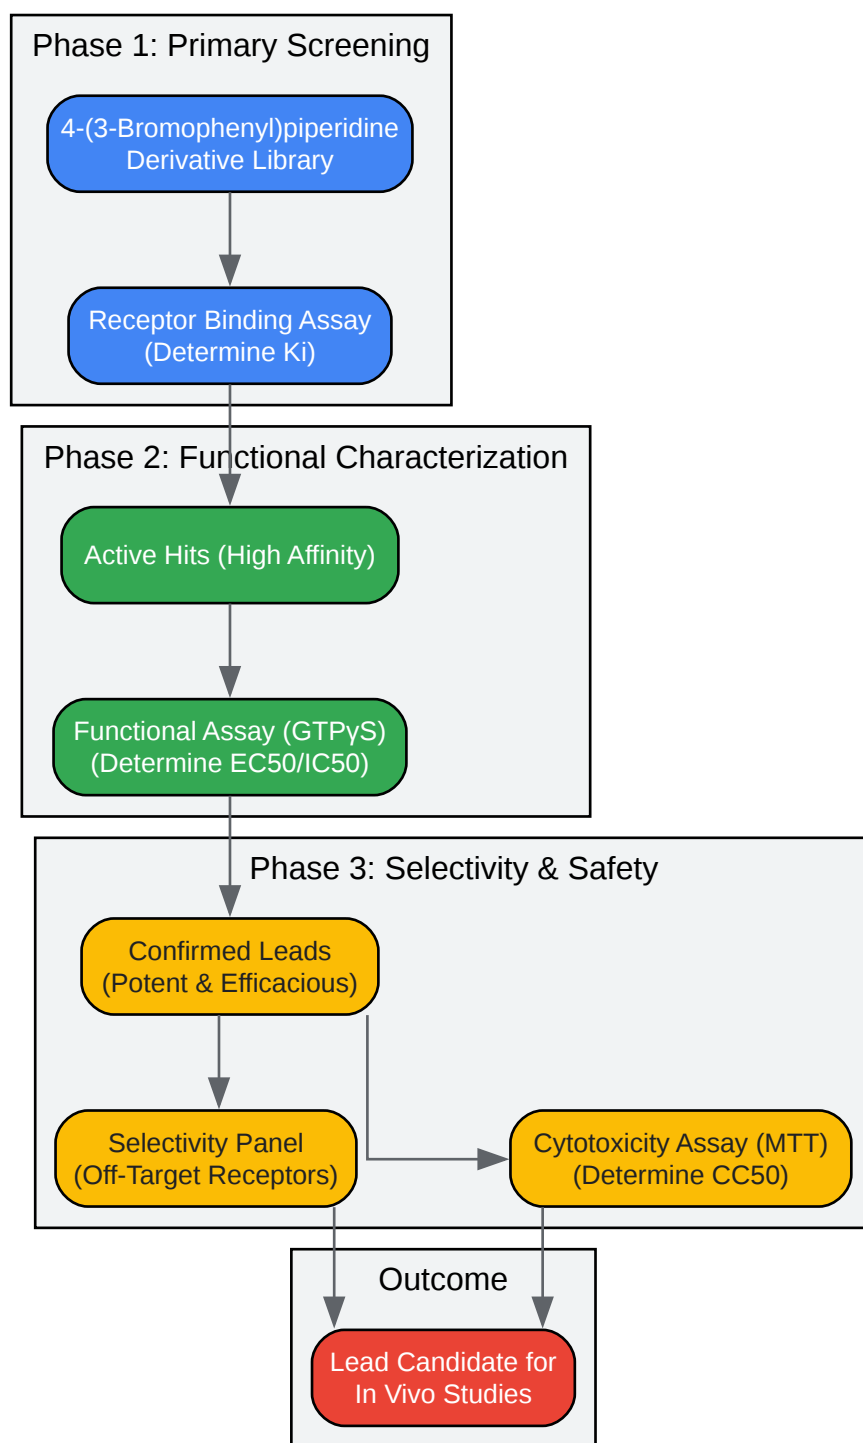 Phase 1: Primary Screening
4-(3-Bromophenyl)piperidine
Derivative Library
Receptor Binding Assay
(Determine Ki)
Phase 2: Functional Characterization
Active Hits (High Affinity)
Functional Assay (GTPγS)
(Determine EC50/IC50)
Phase 3: Selectivity & Safety
Confirmed Leads
(Potent & Efficacious)
Selectivity Panel
(Off-Target Receptors)
Cytotoxicity Assay (MTT)
(Determine CC50)
Outcome
Lead Candidate for
In Vivo Studies